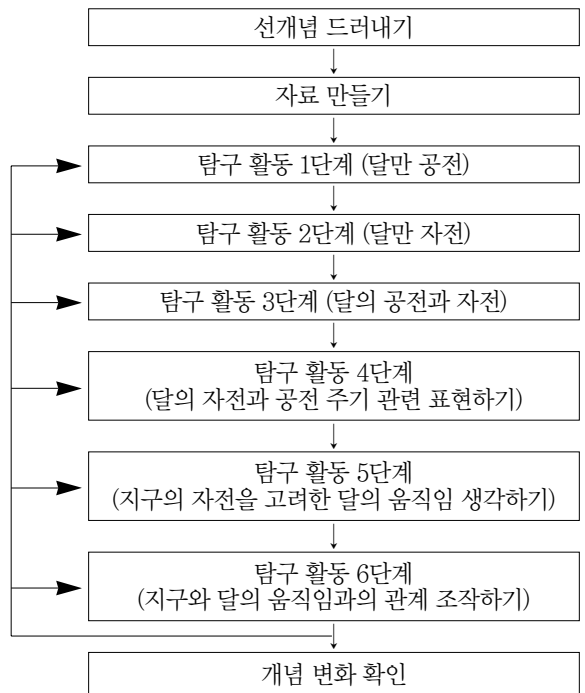 선개념 드러내기
자료 만들기
탐구 활동 1단계 (달만 공전)
탐구 활동 2단계 (달만 자전)
탐구 활동 3단계 (달의 공전과 자전)
탐구 활동 4단계
(달의 자전과 공전 주기 관련 표현하기)
탐구 활동 5단계
(지구의 자전을 고려한 달의 움직임 생각하기)
탐구 활동 6단계
(지구와 달의 움직임과의 관계 조작하기)
개념 변화 확인